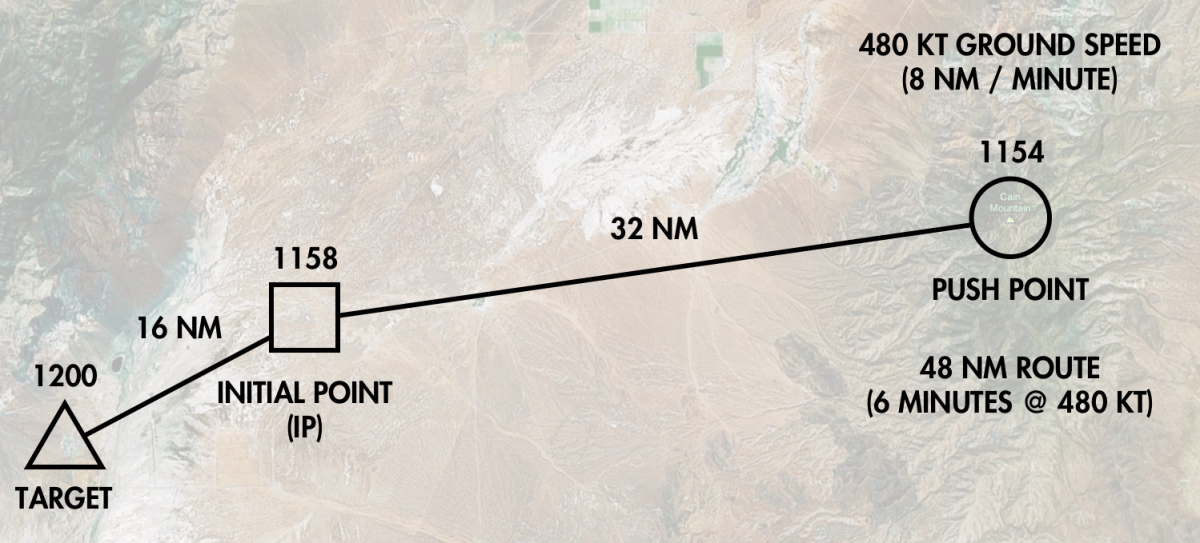 480 KT GROUND SPEED
(8 NM / MINUTE)
1154
Cain
Mountain
32 NM
PUSH POINT
1158
16 NM
INITIAL POINT
(IP)
48 NM ROUTE
(6 MINUTES @ 480 KT)
1200
TARGET